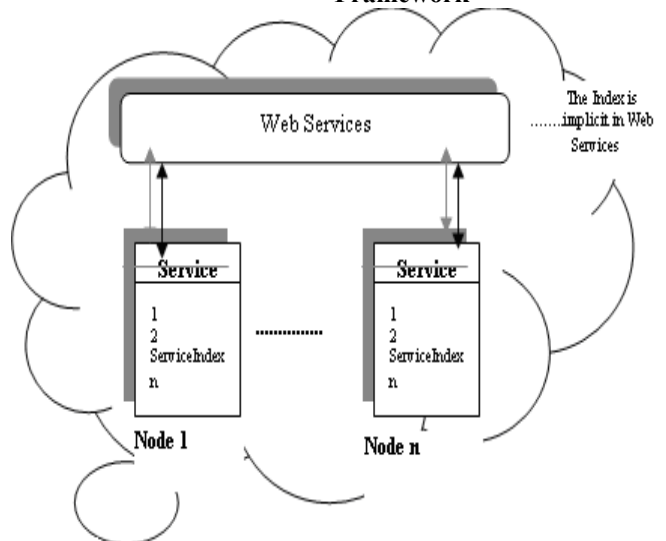 Framework
Web Services
The Index is
........implicit in Web
Services
Service
1
2
ServiceIndex
n
...............
Service
1
2
ServiceIndex
n
Node 1
Node n